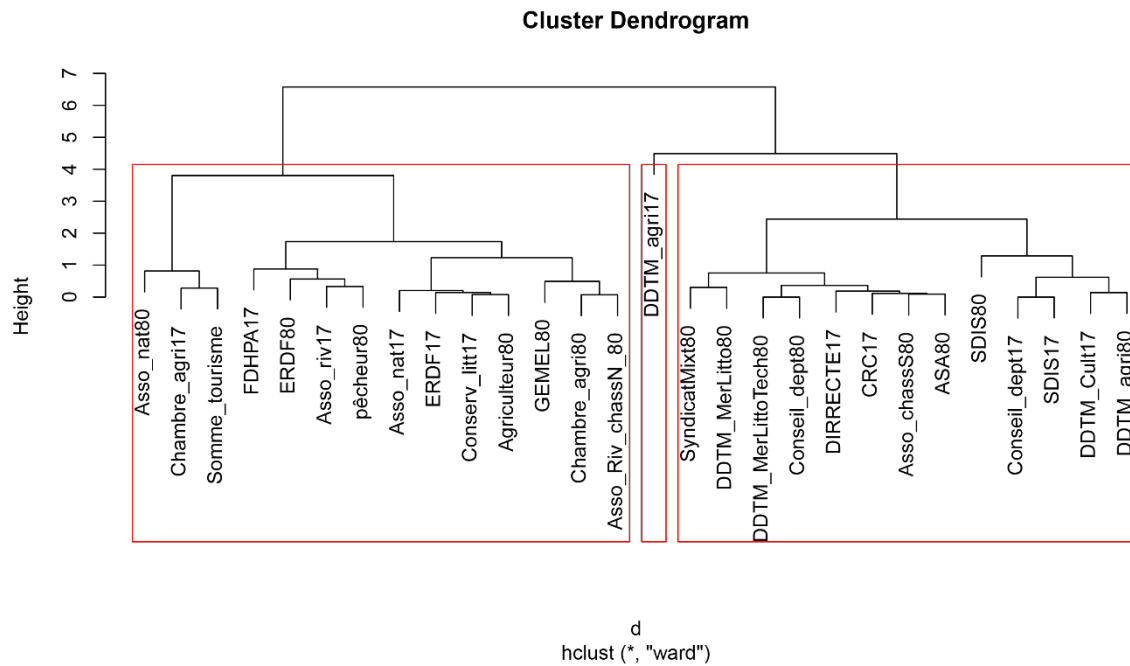 Cluster Dendrogram
Height
7
6
5
4
3
2
1
0
Asso_nat80
Chambre_agri17
Somme_tourisme
FDHPA17
ERDF80
Asso_riv17
pêcheur80
Asso_nat17
ERDF17
Conserv_litt17
Agriculteur80
GEMEL80
Chambre_agri80
Asso_Riv_chassN_80
DDTM_agri17
SyndicatMixt80
DDTM_MerLitto80
DDTM_MerLittoTech80
Conseil_dept80
DIRECTE17
CRC17
Asso_chassS80
ASA80
SDIS80
Conseil_dept17
SDIS17
DDTM_Cult17
DDTM_agri80
d
hclust (*, "ward")